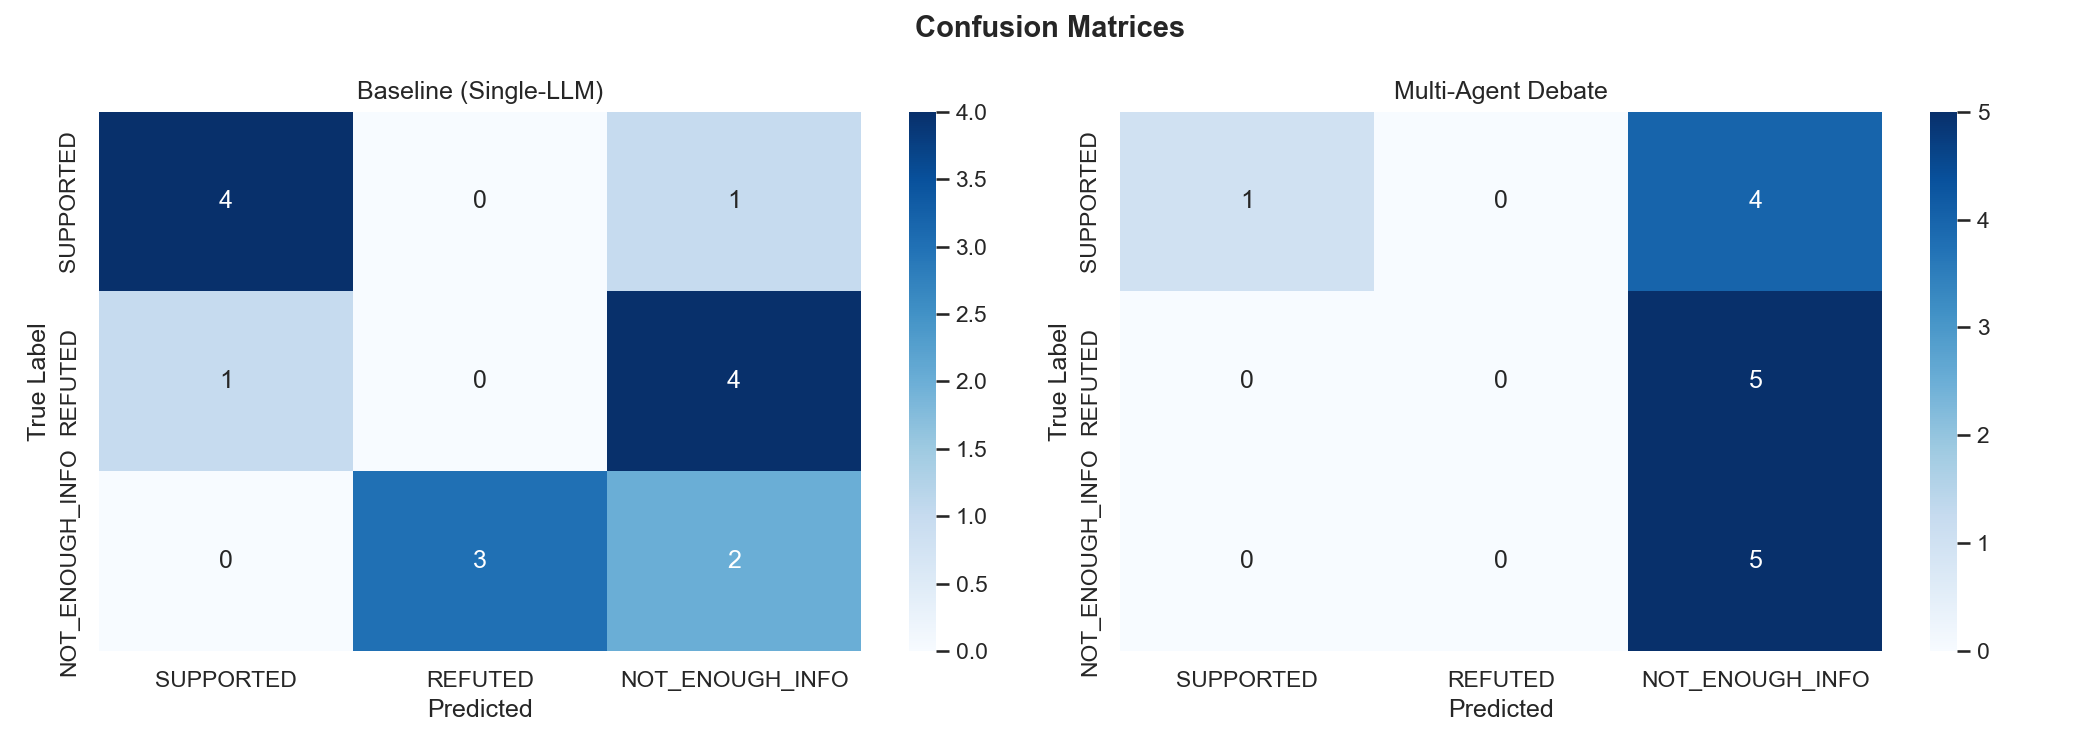 Confusion Matrices
Baseline (Single-LLM)
True Label
SUPPORTED
REFUTED
NOT_ENOUGH_INFO
4 0 1
1 0 4
0 3 2
SUPPORTED REFUTED NOT_ENOUGH_INFO
Predicted
4.0
3.5
3.0
2.5
2.0
1.5
1.0
0.5
0.0
Multi-Agent Debate
True Label
SUPPORTED
REFUTED
NOT_ENOUGH_INFO
1 0 4
0 0 5
0 0 5
SUPPORTED REFUTED NOT_ENOUGH_INFO
Predicted
5
4
3
2
1
0